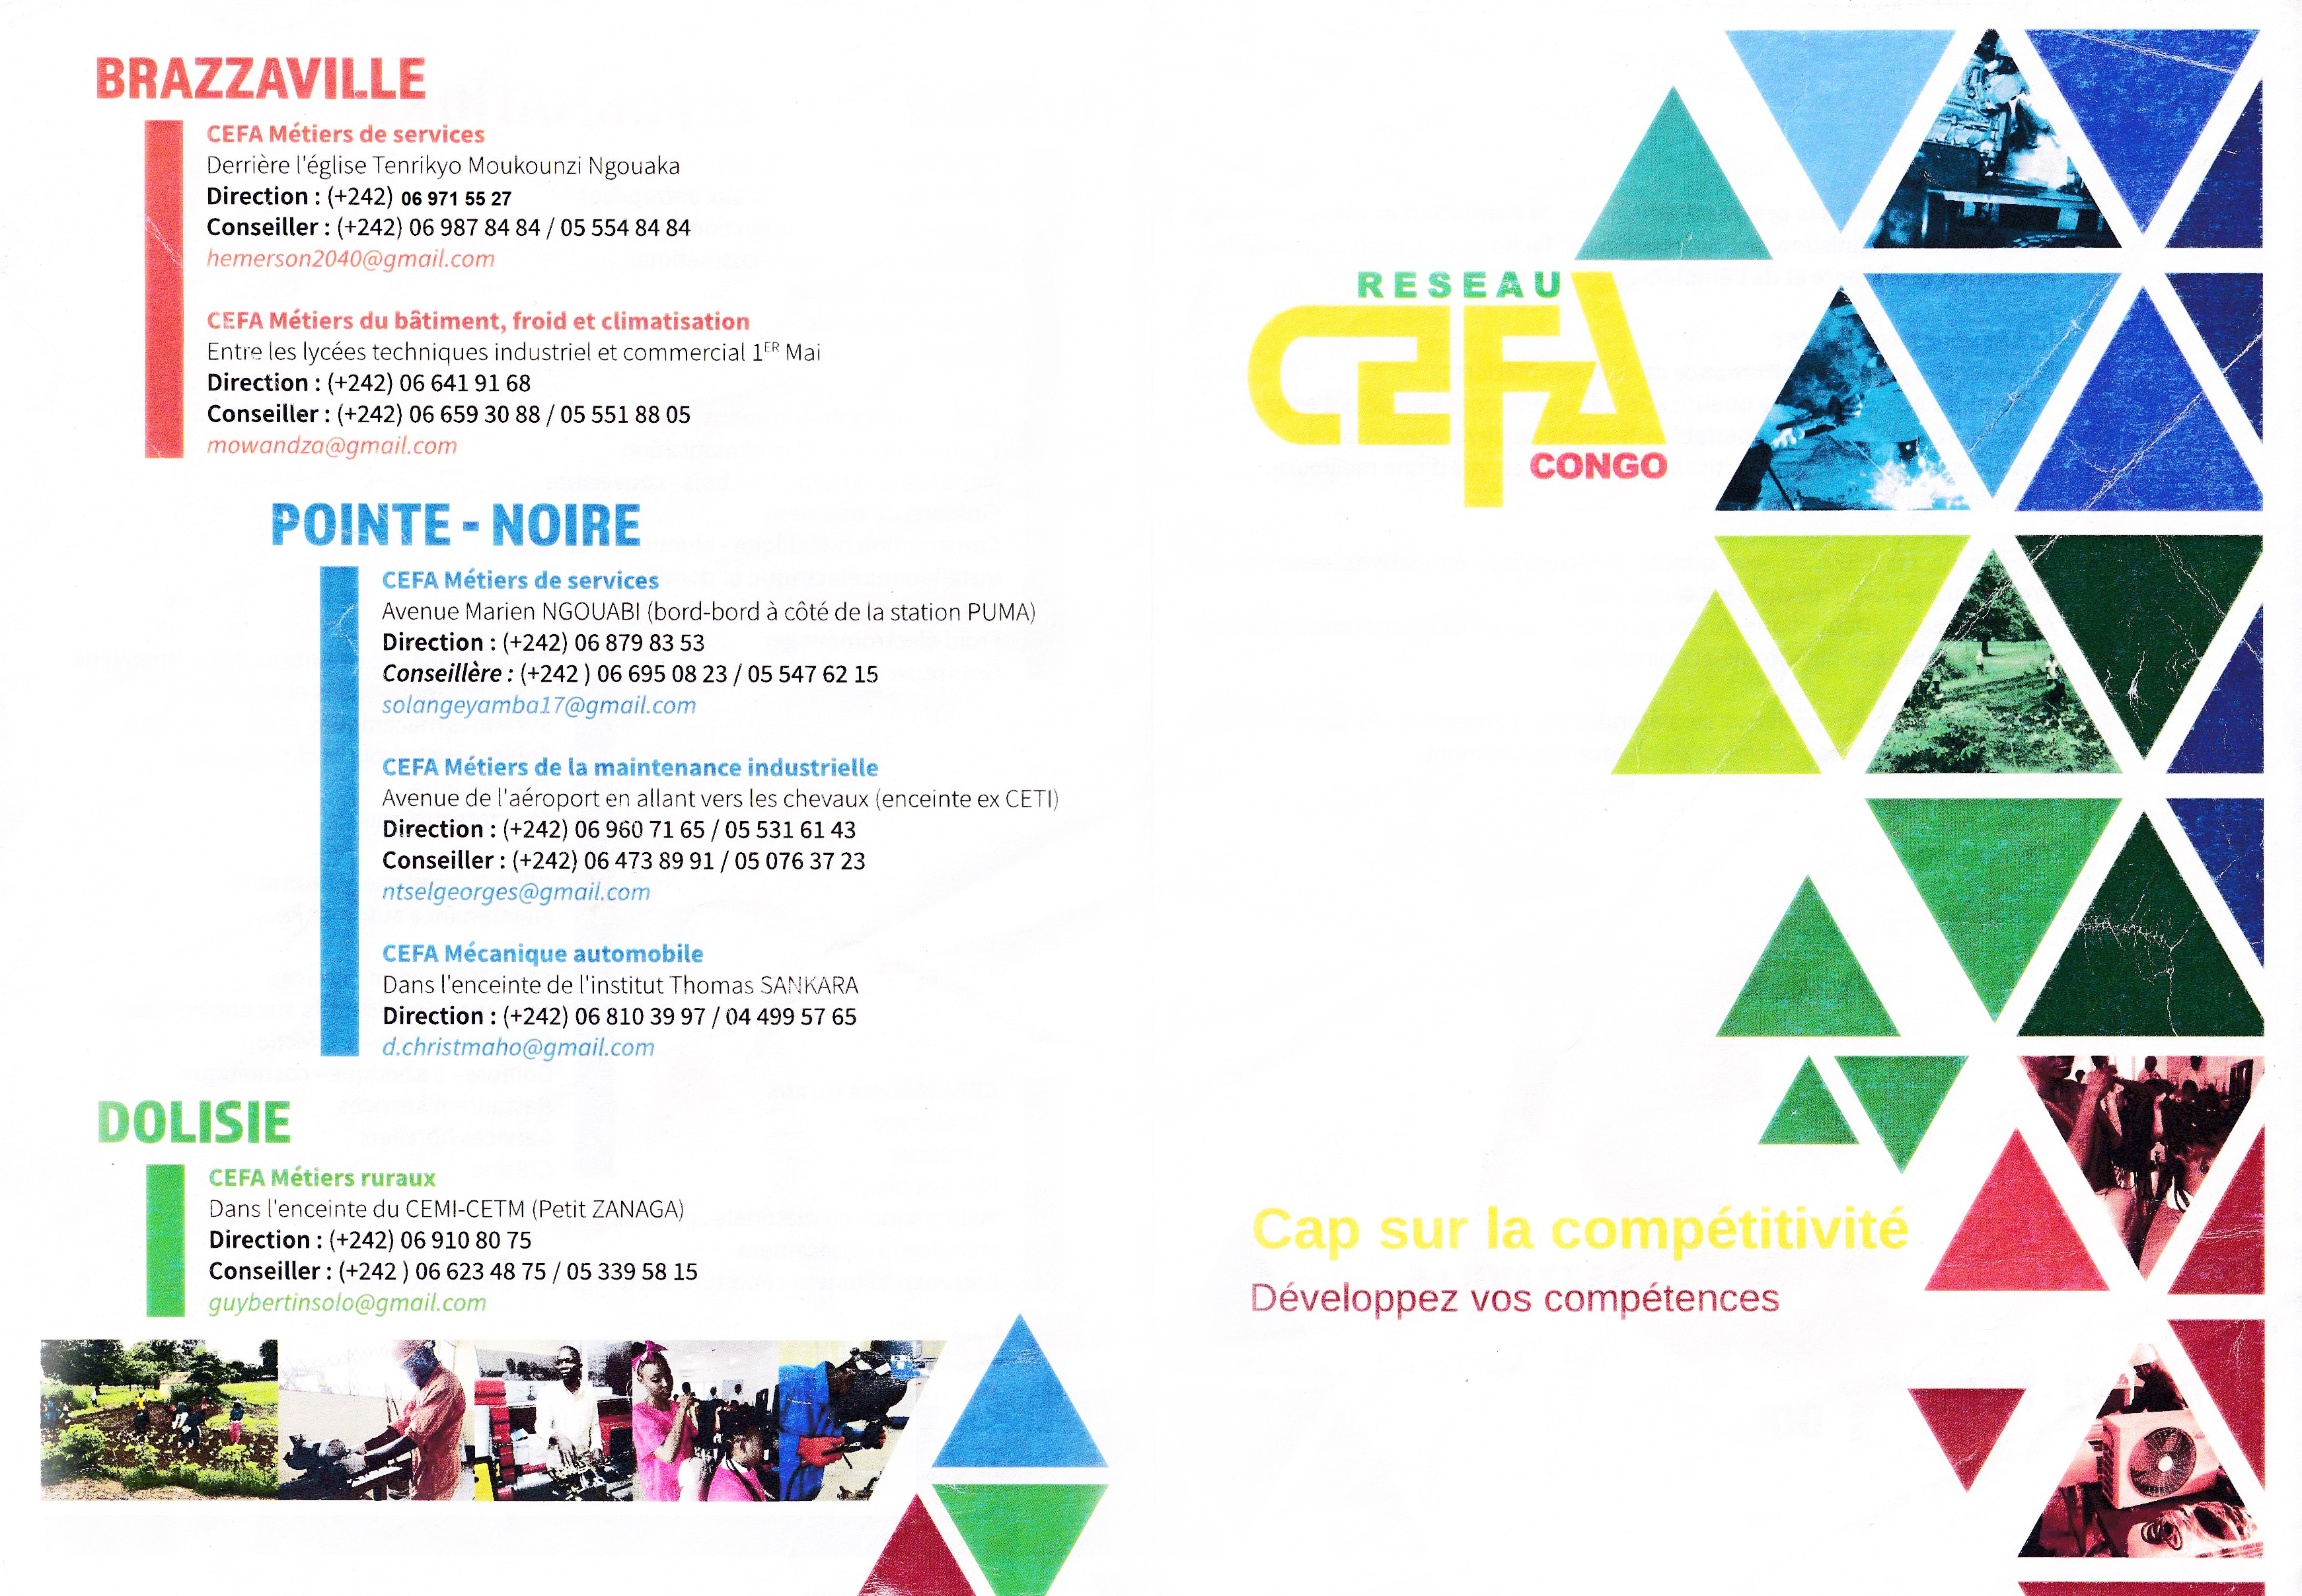 BRAZZAVILLE
CEFA Métiers de services
Derrière l'église Tenrikyo Moukounzi Ngouaka
Direction : (+242) 06 971 55 27
Conseiller : (+242) 06 987 84 84 / 05 554 84 84
hemerson2040@gmail.com
CEFA Métiers du bâtiment, froid et climatisation
Entre les lycées techniques industriel et commercial 1ER Mai
Direction : (+242) 06 641 91 68
Conseiller : (+242) 06 659 30 88 / 05 551 88 05
mowandza@gmail.com
POINTE - NOIRE
CEFA Métiers de services
Avenue Marien NGOUABI (bord-bord à côté de la station PUMA)
Direction : (+242) 06 879 83 53
Conseillère : (+242 ) 06 695 08 23 / 05 547 62 15
solangeyamba17@gmail.com
CEFA Métiers de la maintenance industrielle
Avenue de l'aéroport en allant vers les chevaux (enceinte ex CETI)
Direction : (+242) 06 960 71 65 / 05 531 61 43
Conseiller : (+242) 06 473 89 91 / 05 076 37 23
ntselgeorges@gmail.com
CEFA Mécanique automobile
Dans l'enceinte de l'institut Thomas SANKARA
Direction : (+242) 06 810 39 97 / 04 499 57 65
d.christmaho@gmail.com
DOLISIE
CEFA Métiers ruraux
Dans l'enceinte du CEMI-CETM (Petit ZANAGA)
Direction : (+242) 06 910 80 75
Conseiller : (+242 ) 06 623 48 75 / 05 339 58 15
guybertinsolo@gmail.com
RESEAU
CEFA
CONGO
Cap sur la compétitivité
Développez vos compétences